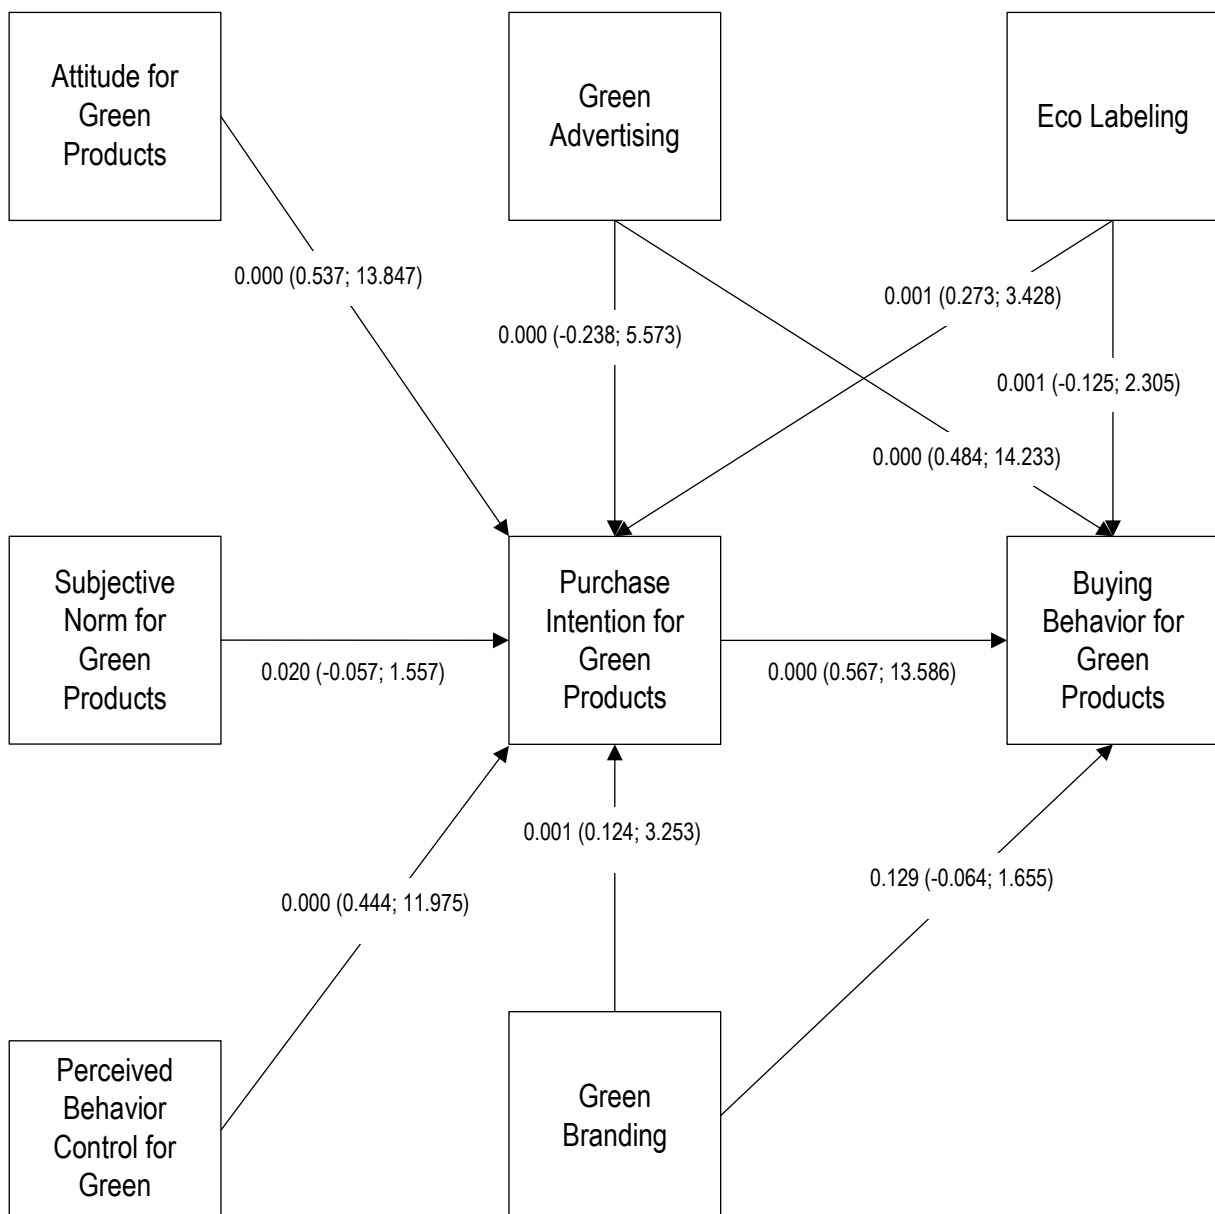 Attitude for
Green
Products
Green
Advertising
Eco Labeling
0.000 (0.537; 13.847)
0.000 (-0.238; 5.573)
0.001 (0.273; 3.428)
0.001 (-0.125; 2.305)
0.000 (0.484; 14.233)
Subjective
Norm for
Green
Products
0.020 (-0.057; 1.557)
Purchase
Intention for
Green
Products
0.000 (0.567; 13.586)
Buying
Behavior for
Green
Products
0.000 (0.444; 11.975)
0.001 (0.124; 3.253)
0.129 (-0.064; 1.655)
Perceived
Behavior
Control for
Green
Green
Branding